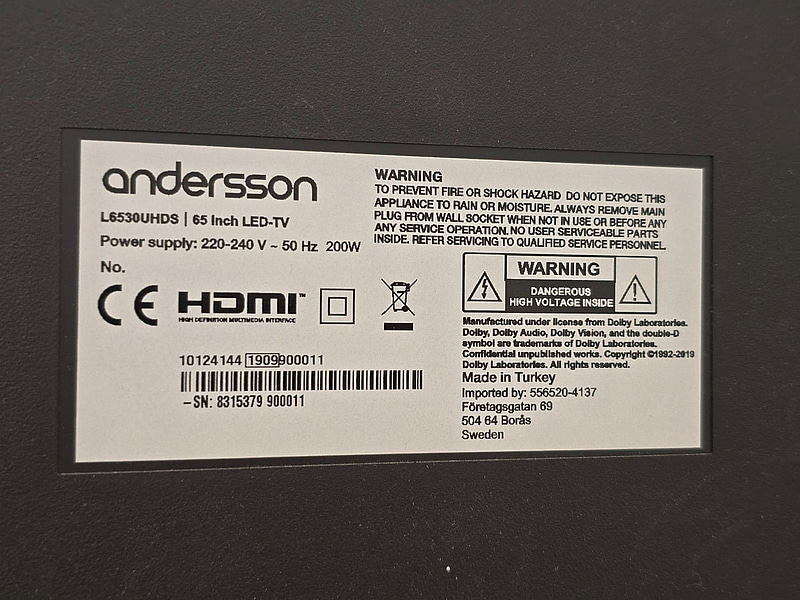 andersson
L6530UHDS | 65 Inch LED-TV
Power supply: 220-240 V ~ 50 Hz 200W
No.
CE HDMI™
HIGH DEFINITION MULTIMEDIA INTERFACE
10124144 1909900011
–SN: 8315379 900011
WARNING
TO PREVENT FIRE OR SHOCK HAZARD DO NOT EXPOSE THIS
APPLIANCE TO RAIN OR MOISTURE. ALWAYS REMOVE MAIN
PLUG FROM WALL SOCKET WHEN NOT IN USE OR BEFORE ANY
ANY SERVICE OPERATION. NO USER SERVICEABLE PARTS
INSIDE. REFER SERVICING TO QUALIFIED SERVICE PERSONNEL.
WARNING
DANGEROUS
HIGH VOLTAGE INSIDE
Manufactured under license from Dolby Laboratories.
Dolby, Dolby Audio, Dolby Vision, and the double-D
symbol are trademarks of Dolby Laboratories.
Confidential unpublished works. Copyright ©1992-2019
Dolby Laboratories. All rights reserved.
Made in Turkey
Imported by: 556520-4137
Företagsgatan 69
504 64 Borås
Sweden